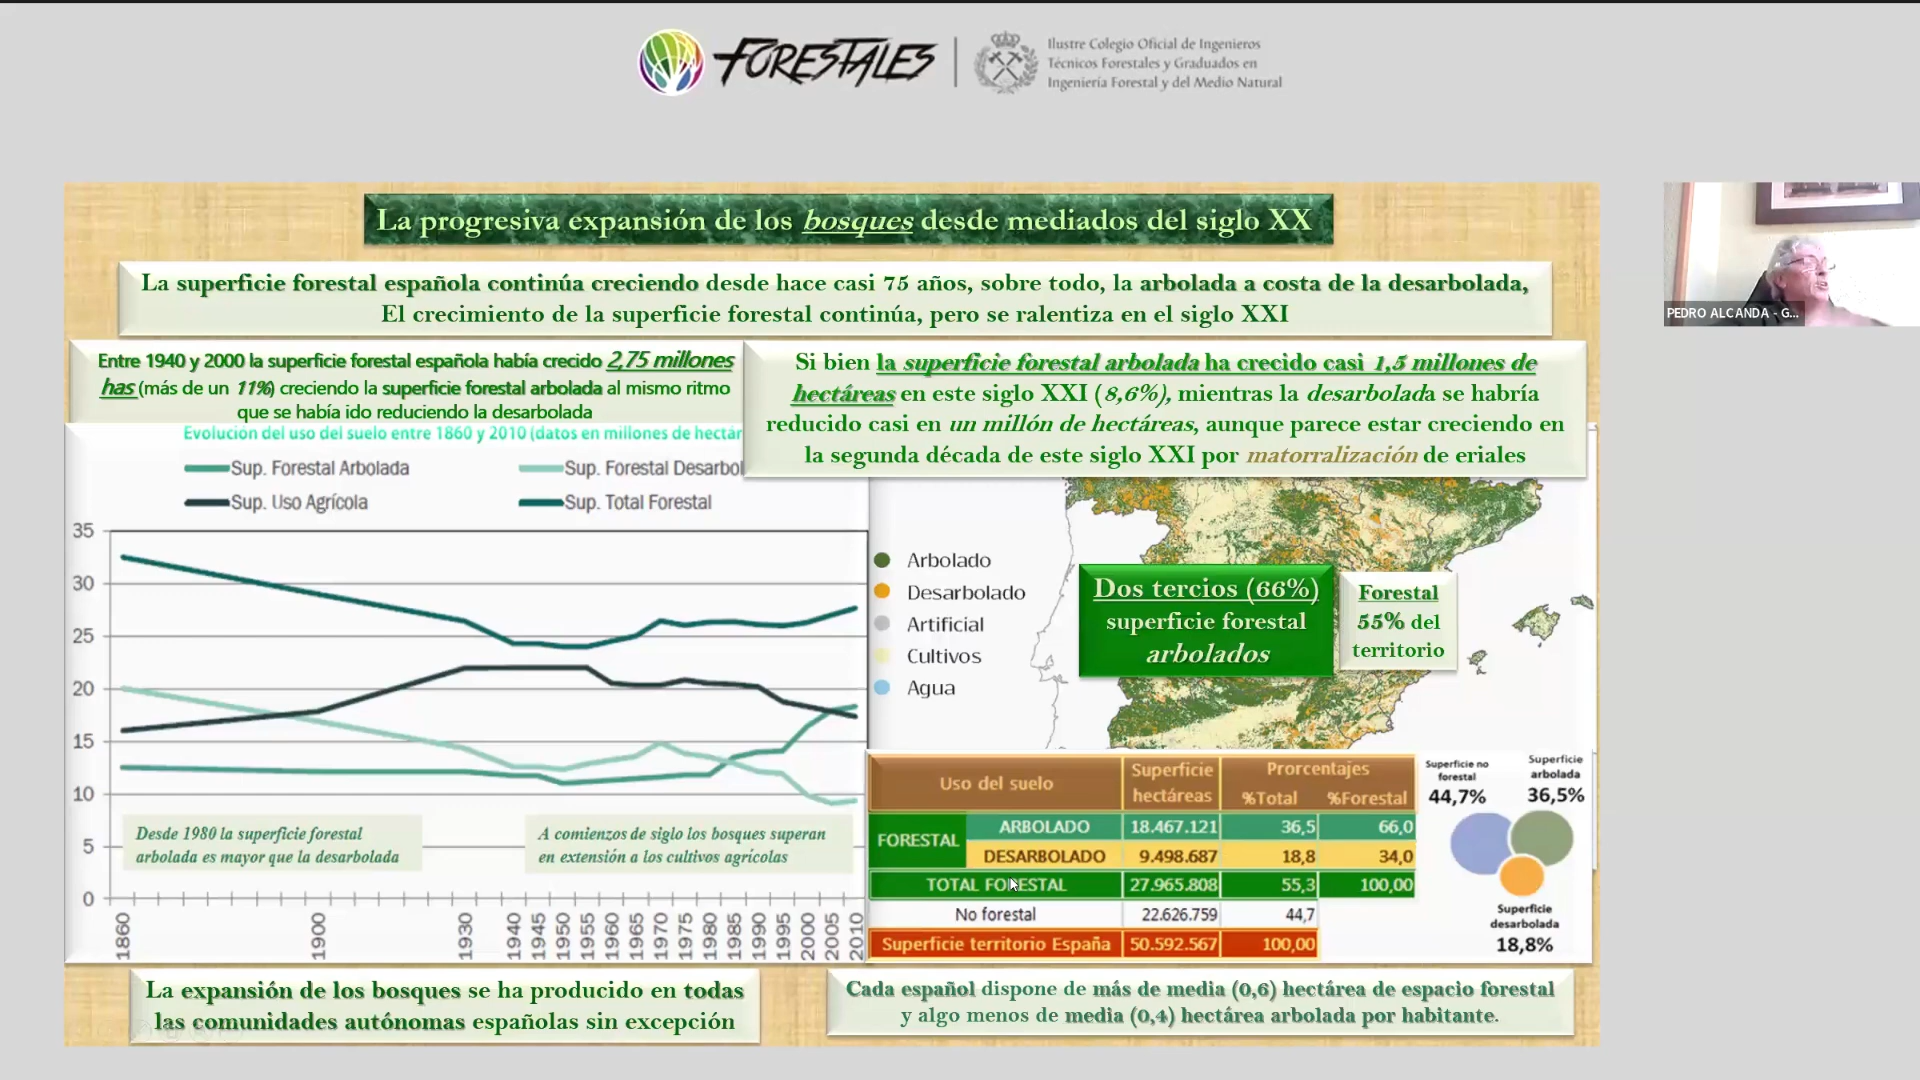 FORESTALES
Ilustre Colegio Oficial de Ingenieros
Técnicos Forestales y Graduados en
Ingeniería Forestal y del Medio Natural
La progresiva expansión de los bosques desde mediados del siglo XX
La superficie forestal española continúa creciendo desde hace casi 75 años, sobre todo, la arbolada a costa de la desarbolada,
El crecimiento de la superficie forestal continúa, pero se ralentiza en el siglo XXI
PEDRO ALCANDA - G...
Entre 1940 y 2000 la superficie forestal española había crecido 2,75 millones
has (más de un 11%) creciendo la superficie forestal arbolada al mismo ritmo
que se había ido reduciendo la desarbolada
Si bien la superficie forestal arbolada ha crecido casi 1,5 millones de
hectáreas en este siglo XXI (8,6%), mientras la desarbolada se habría
reducido casi en un millón de hectáreas, aunque parece estar creciendo en
la segunda década de este siglo XXI por matorralización de eriales
Evolución del uso del suelo entre 1860 y 2010 (datos en millones de hectár
Sup. Forestal Arbolada
Sup. Forestal Desarbol
Sup. Uso Agrícola
Sup. Total Forestal
35
30
25
20
15
10
5
0
Desde 1980 la superficie forestal
arbolada es mayor que la desarbolada
A comienzos de siglo los bosques superan
en extensión a los cultivos agrícolas
1860
1900
1930
1940
1945
1950
1955
1960
1965
1970
1975
1980
1985
1990
1995
2000
2005
2010
Arbolado
Desarbolado
Artificial
Cultivos
Agua
Dos tercios (66%)
superficie forestal
arbolados
Forestal
55% del
territorio
Uso del suelo
Superficie
hectáreas
Prorcentajes
%Total %Forestal
FORESTAL
ARBOLADO 18.467.121 36,5 66,0
DESARBOLADO 9.498.687 18,8 34,0
TOTAL FORESTAL 27.965.808 55,3 100,00
No forestal 22.626.759 44,7
Superficie territorio España 50.592.567 100,00
Superficie no
forestal
44,7%
Superficie
arbolada
36,5%
Superficie
desarbolada
18,8%
La expansión de los bosques se ha producido en todas
las comunidades autónomas españolas sin excepción
Cada español dispone de más de media (0,6) hectárea de espacio forestal
y algo menos de media (0,4) hectárea arbolada por habitante.